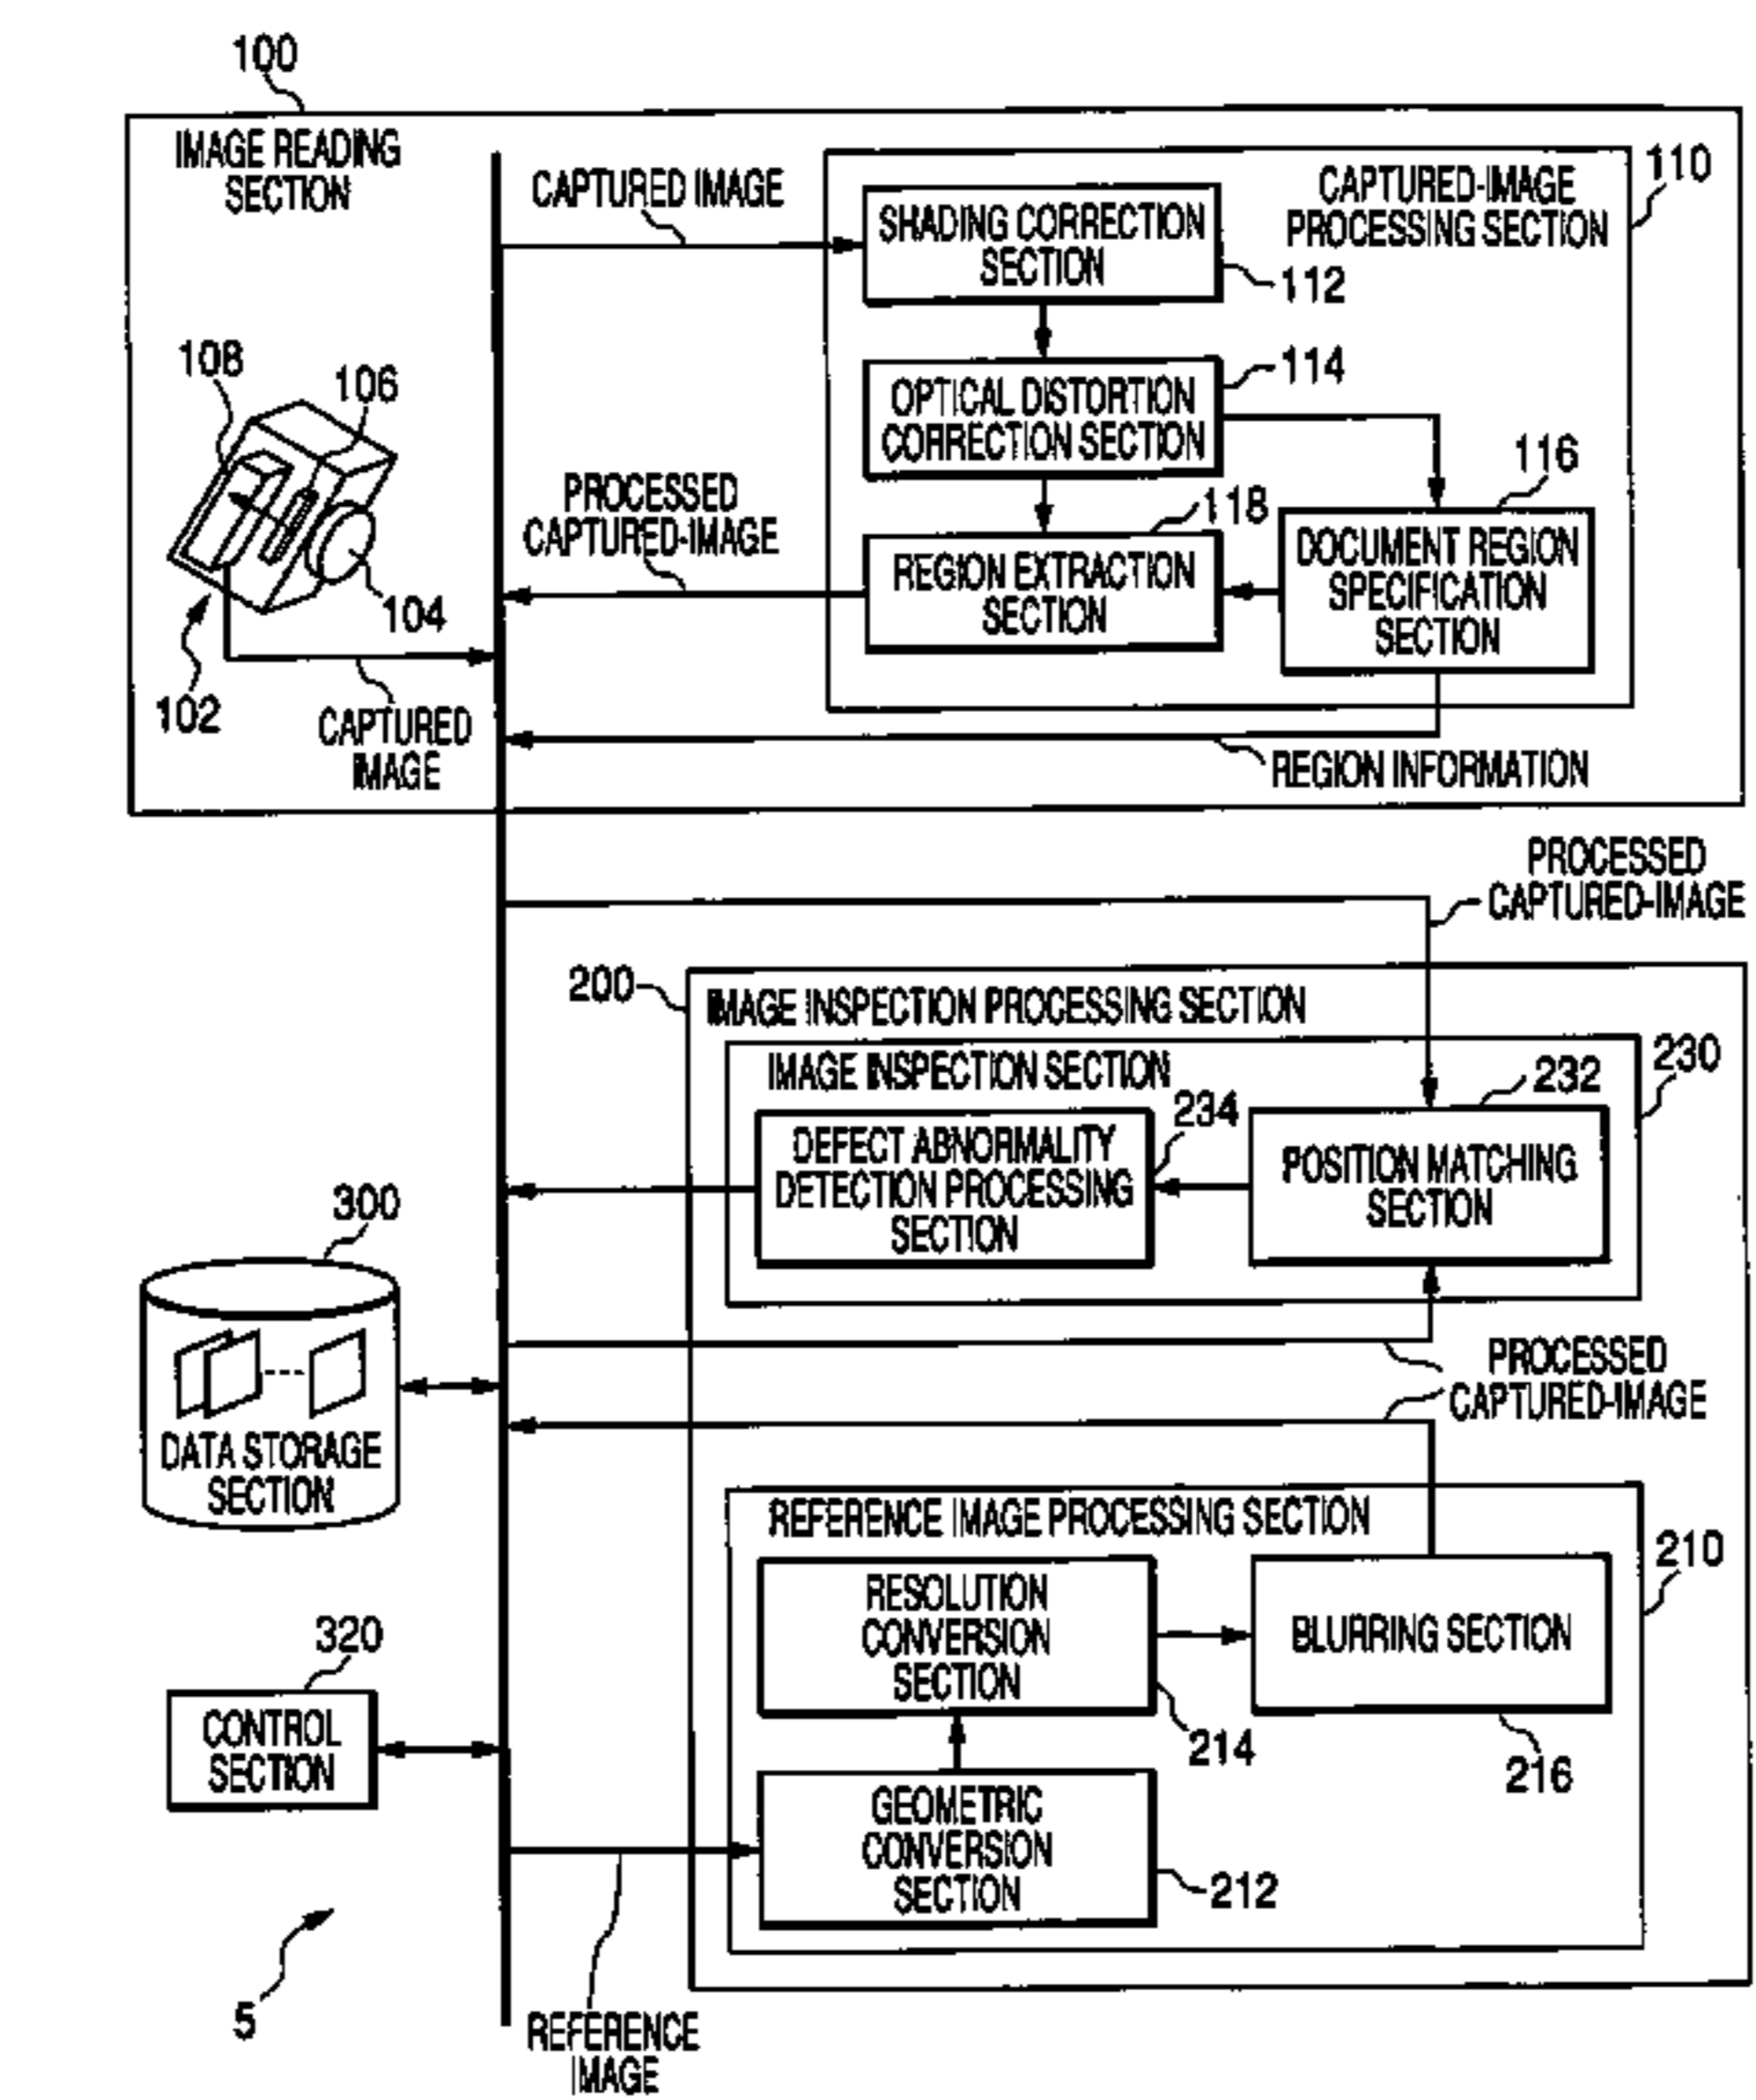 100
IMAGE READING
SECTION
CAPTURED IMAGE
CAPTURED-IMAGE
PROCESSING SECTION
110
SHADING CORRECTION
SECTION
112
108
106
OPTICAL DISTORTION
CORRECTION SECTION
114
116
PROCESSED
CAPTURED-IMAGE
118
REGION EXTRACTION
SECTION
DOCUMENT REGION
SPECIFICATION
SECTION
104
102
CAPTURED
IMAGE
REGION INFORMATION
PROCESSED
CAPTURED-IMAGE
200
IMAGE INSPECTION PROCESSING SECTION
IMAGE INSPECTION SECTION
230
232
234
DEFECT ABNORMALITY
DETECTION PROCESSING
SECTION
POSITION MATCHING
SECTION
300
DATA STORAGE
SECTION
PROCESSED
CAPTURED-IMAGE
REFERENCE IMAGE PROCESSING SECTION
210
RESOLUTION
CONVERSION
SECTION
214
BLURRING SECTION
216
320
CONTROL
SECTION
GEOMETRIC
CONVERSION
SECTION
212
5
REFERENCE
IMAGE